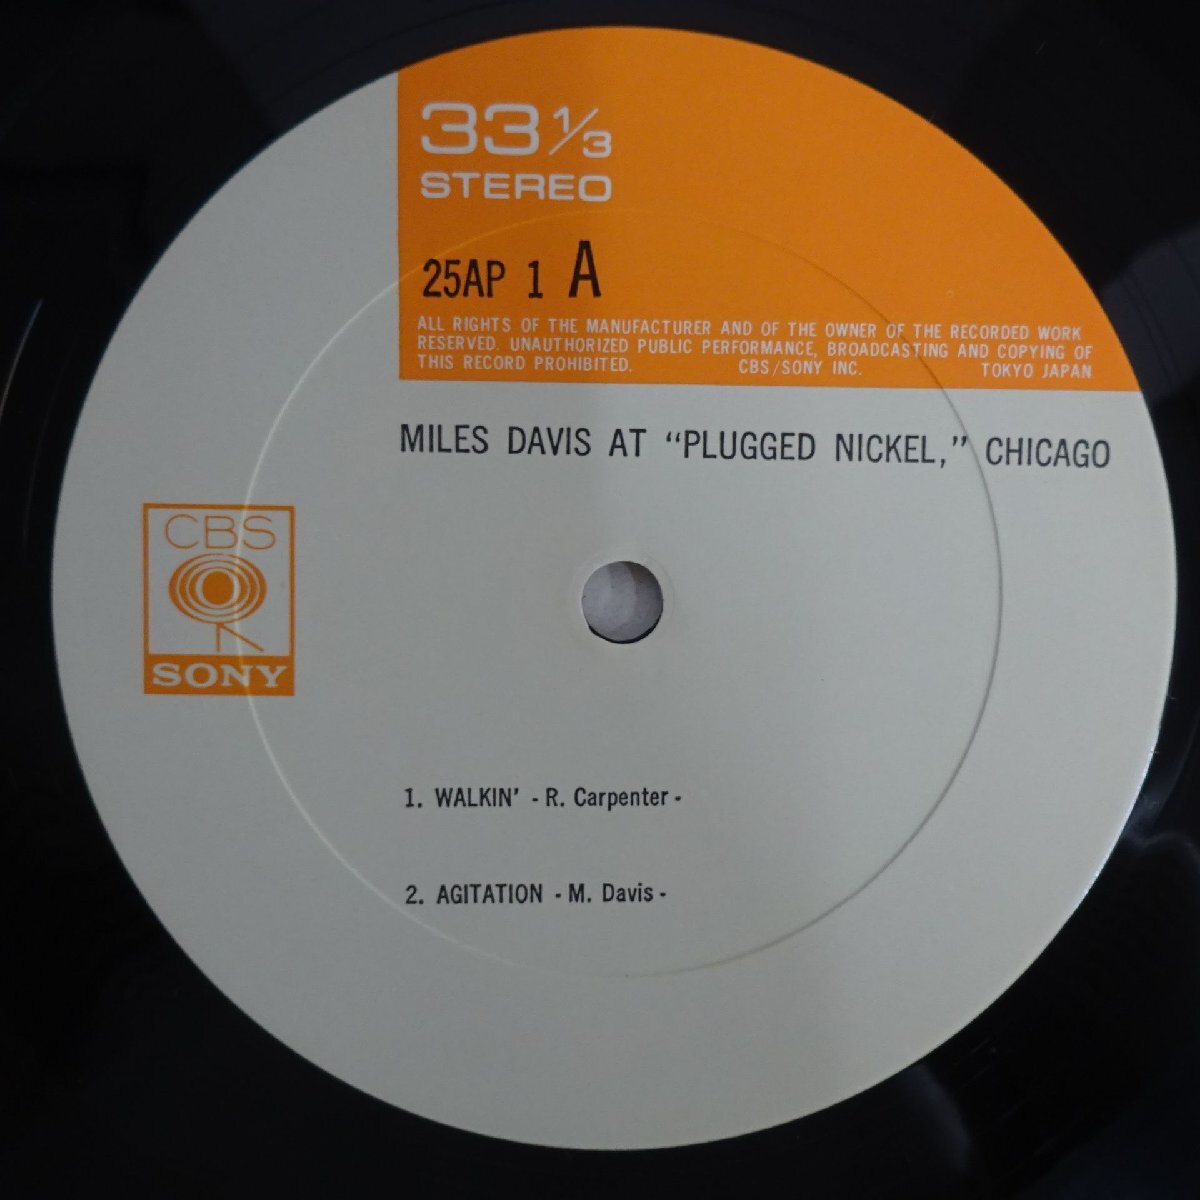 33 1/3
STEREO
25AP 1 A
ALL RIGHTS OF THE MANUFACTURER AND OF THE OWNER OF THE RECORDED WORK
RESERVED. UNAUTHORIZED PUBLIC PERFORMANCE, BROADCASTING AND COPYING OF
THIS RECORD PROHIBITED. CBS/SONY INC. TOKYO JAPAN
MILES DAVIS AT “PLUGGED NICKEL,” CHICAGO
CBS
SONY
1. WALKIN' - R. Carpenter -
2. AGITATION - M. Davis -